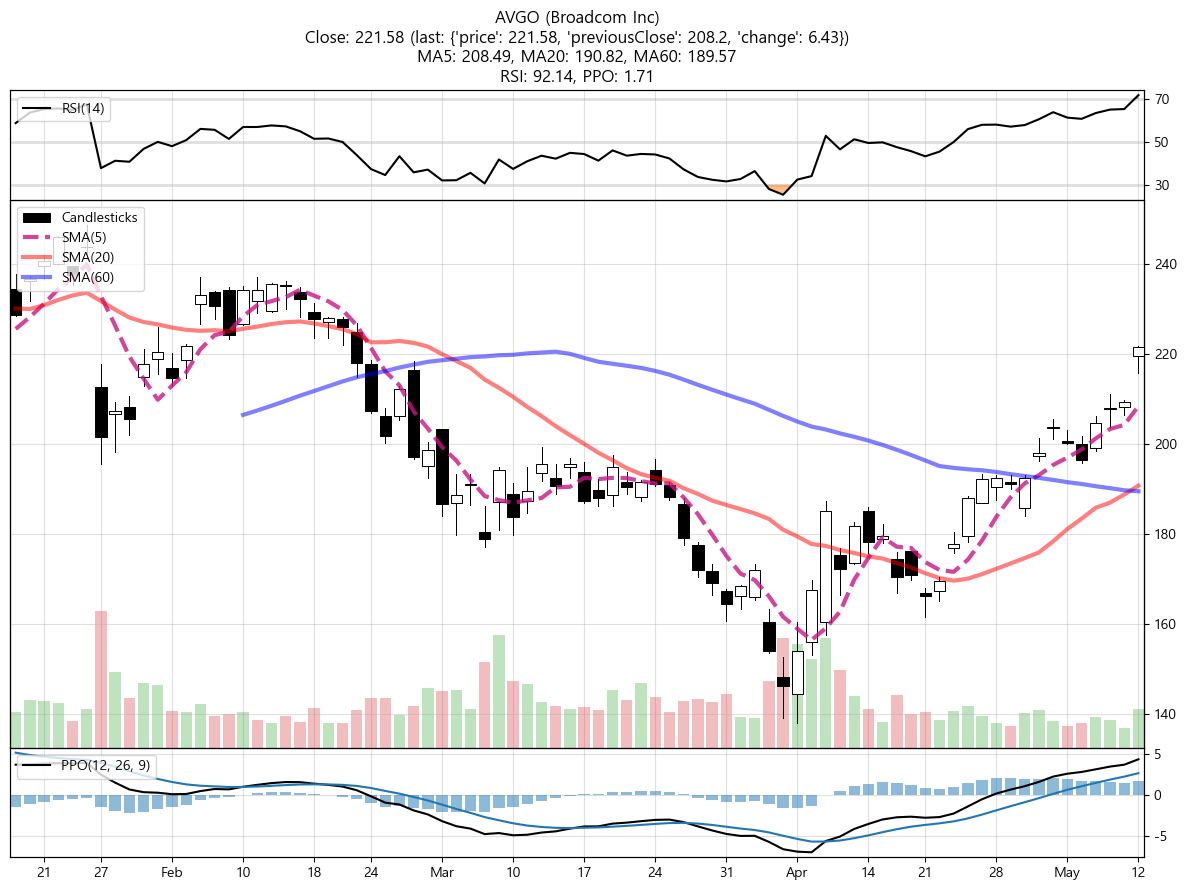 AVGO (Broadcom Inc)
Close: 221.58 (last: {'price': 221.58, 'previousClose': 208.2, 'change': 6.43})
MA5: 208.49, MA20: 190.82, MA60: 189.57
RSI: 92.14, PPO: 1.71
RSI(14)
70
50
30
Candlesticks
SMA(5)
SMA(20)
SMA(60)
240
220
200
180
160
140
PPO(12, 26, 9)
5
0
-5
21 27 Feb 10 18 24 Mar 10 17 24 31 Apr 14 21 28 May 12